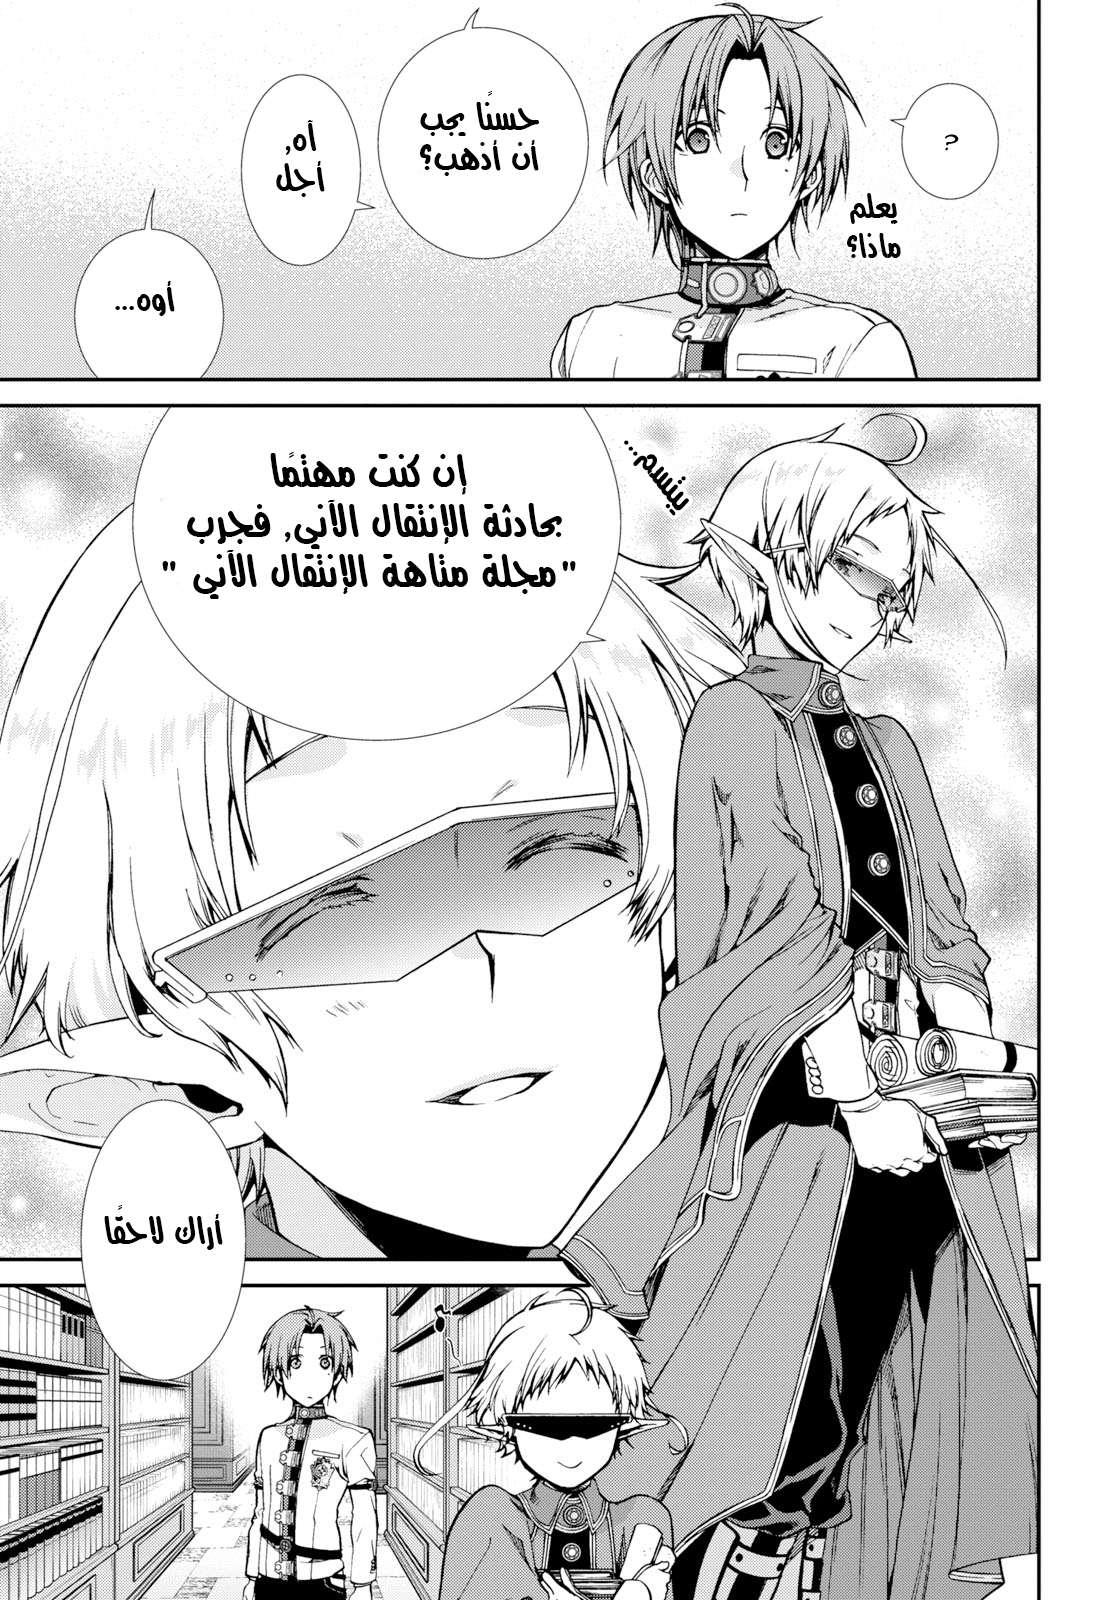 ?
يعلم
ماذا؟
حسنًا يجب
أن أذهب؟
أه,
أجل
أوه...
يبتسم...
إن كنت مهتمًا
بحادثة الإنتقال الآني, فجرب
"مجلة متاهة الإنتقال الآني "
أراك لاحقًا